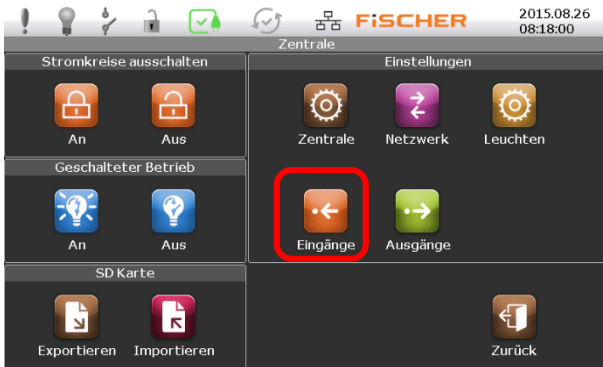 FiSCHER
2015.08.26
08:18:00
Zentrale
Stromkreise ausschalten
An
Aus
Geschalteter Betrieb
An
Aus
SD Karte
Exportieren
Importieren
Einstellungen
Zentrale
Netzwerk
Leuchten
Eingänge
Ausgänge
Zurück